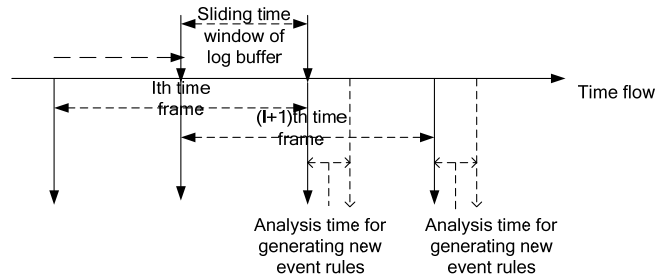 Sliding time
window of
log buffer
Time flow
Ith time
frame
(I+1)th time
frame
Analysis time for
generating new
event rules
Analysis time for
generating new
event rules